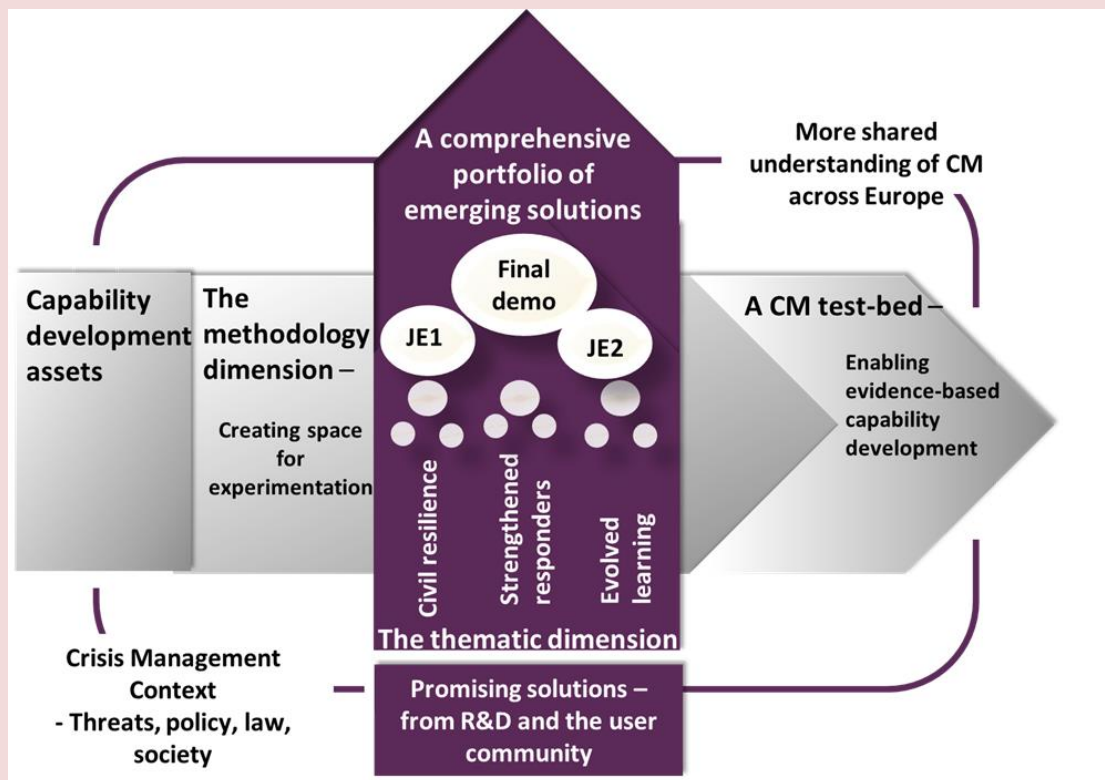 A comprehensive
portfolio of
emerging solutions
More shared
understanding of CM
across Europe
Capability
development
assets
The
methodology
dimension –
Creating space
for
experimentation
Final
demo
JE1
JE2
Civil resilience
Strengthened
responders
Evolved
learning
The thematic dimension
A CM test-bed –
Enabling
evidence-based
capability
development
Crisis Management
Context
- Threats, policy, law,
society
Promising solutions –
from R&D and the user
community